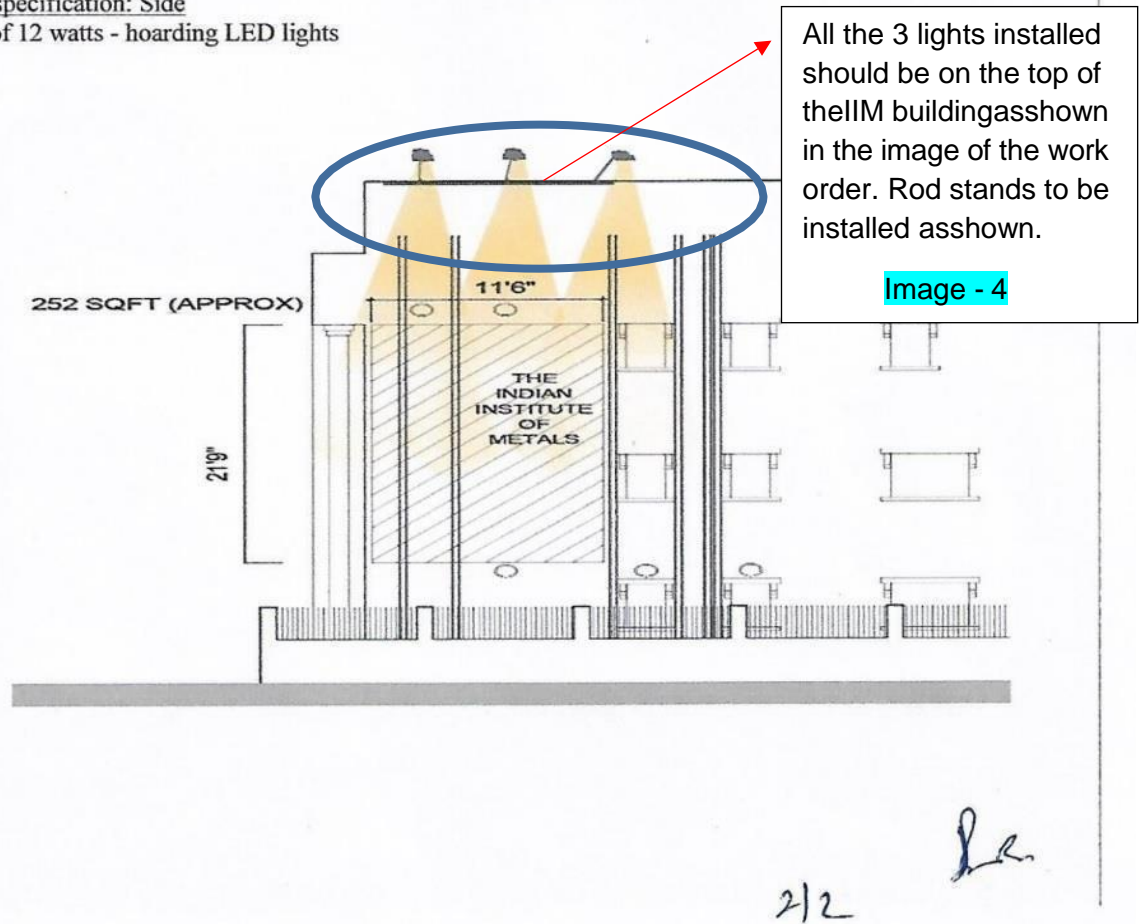 specification: Side
of 12 watts - hoarding LED lights
All the 3 lights installed
should be on the top of
theIIM buildingasshown
in the image of the work
order. Rod stands to be
installed asshown.
Image - 4
252 SQFT (APPROX)
11'6"
THE
INDIAN
INSTITUTE
OF
METALS
21'9"
2/2